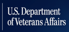 U.S. Department
of Veterans Affairs